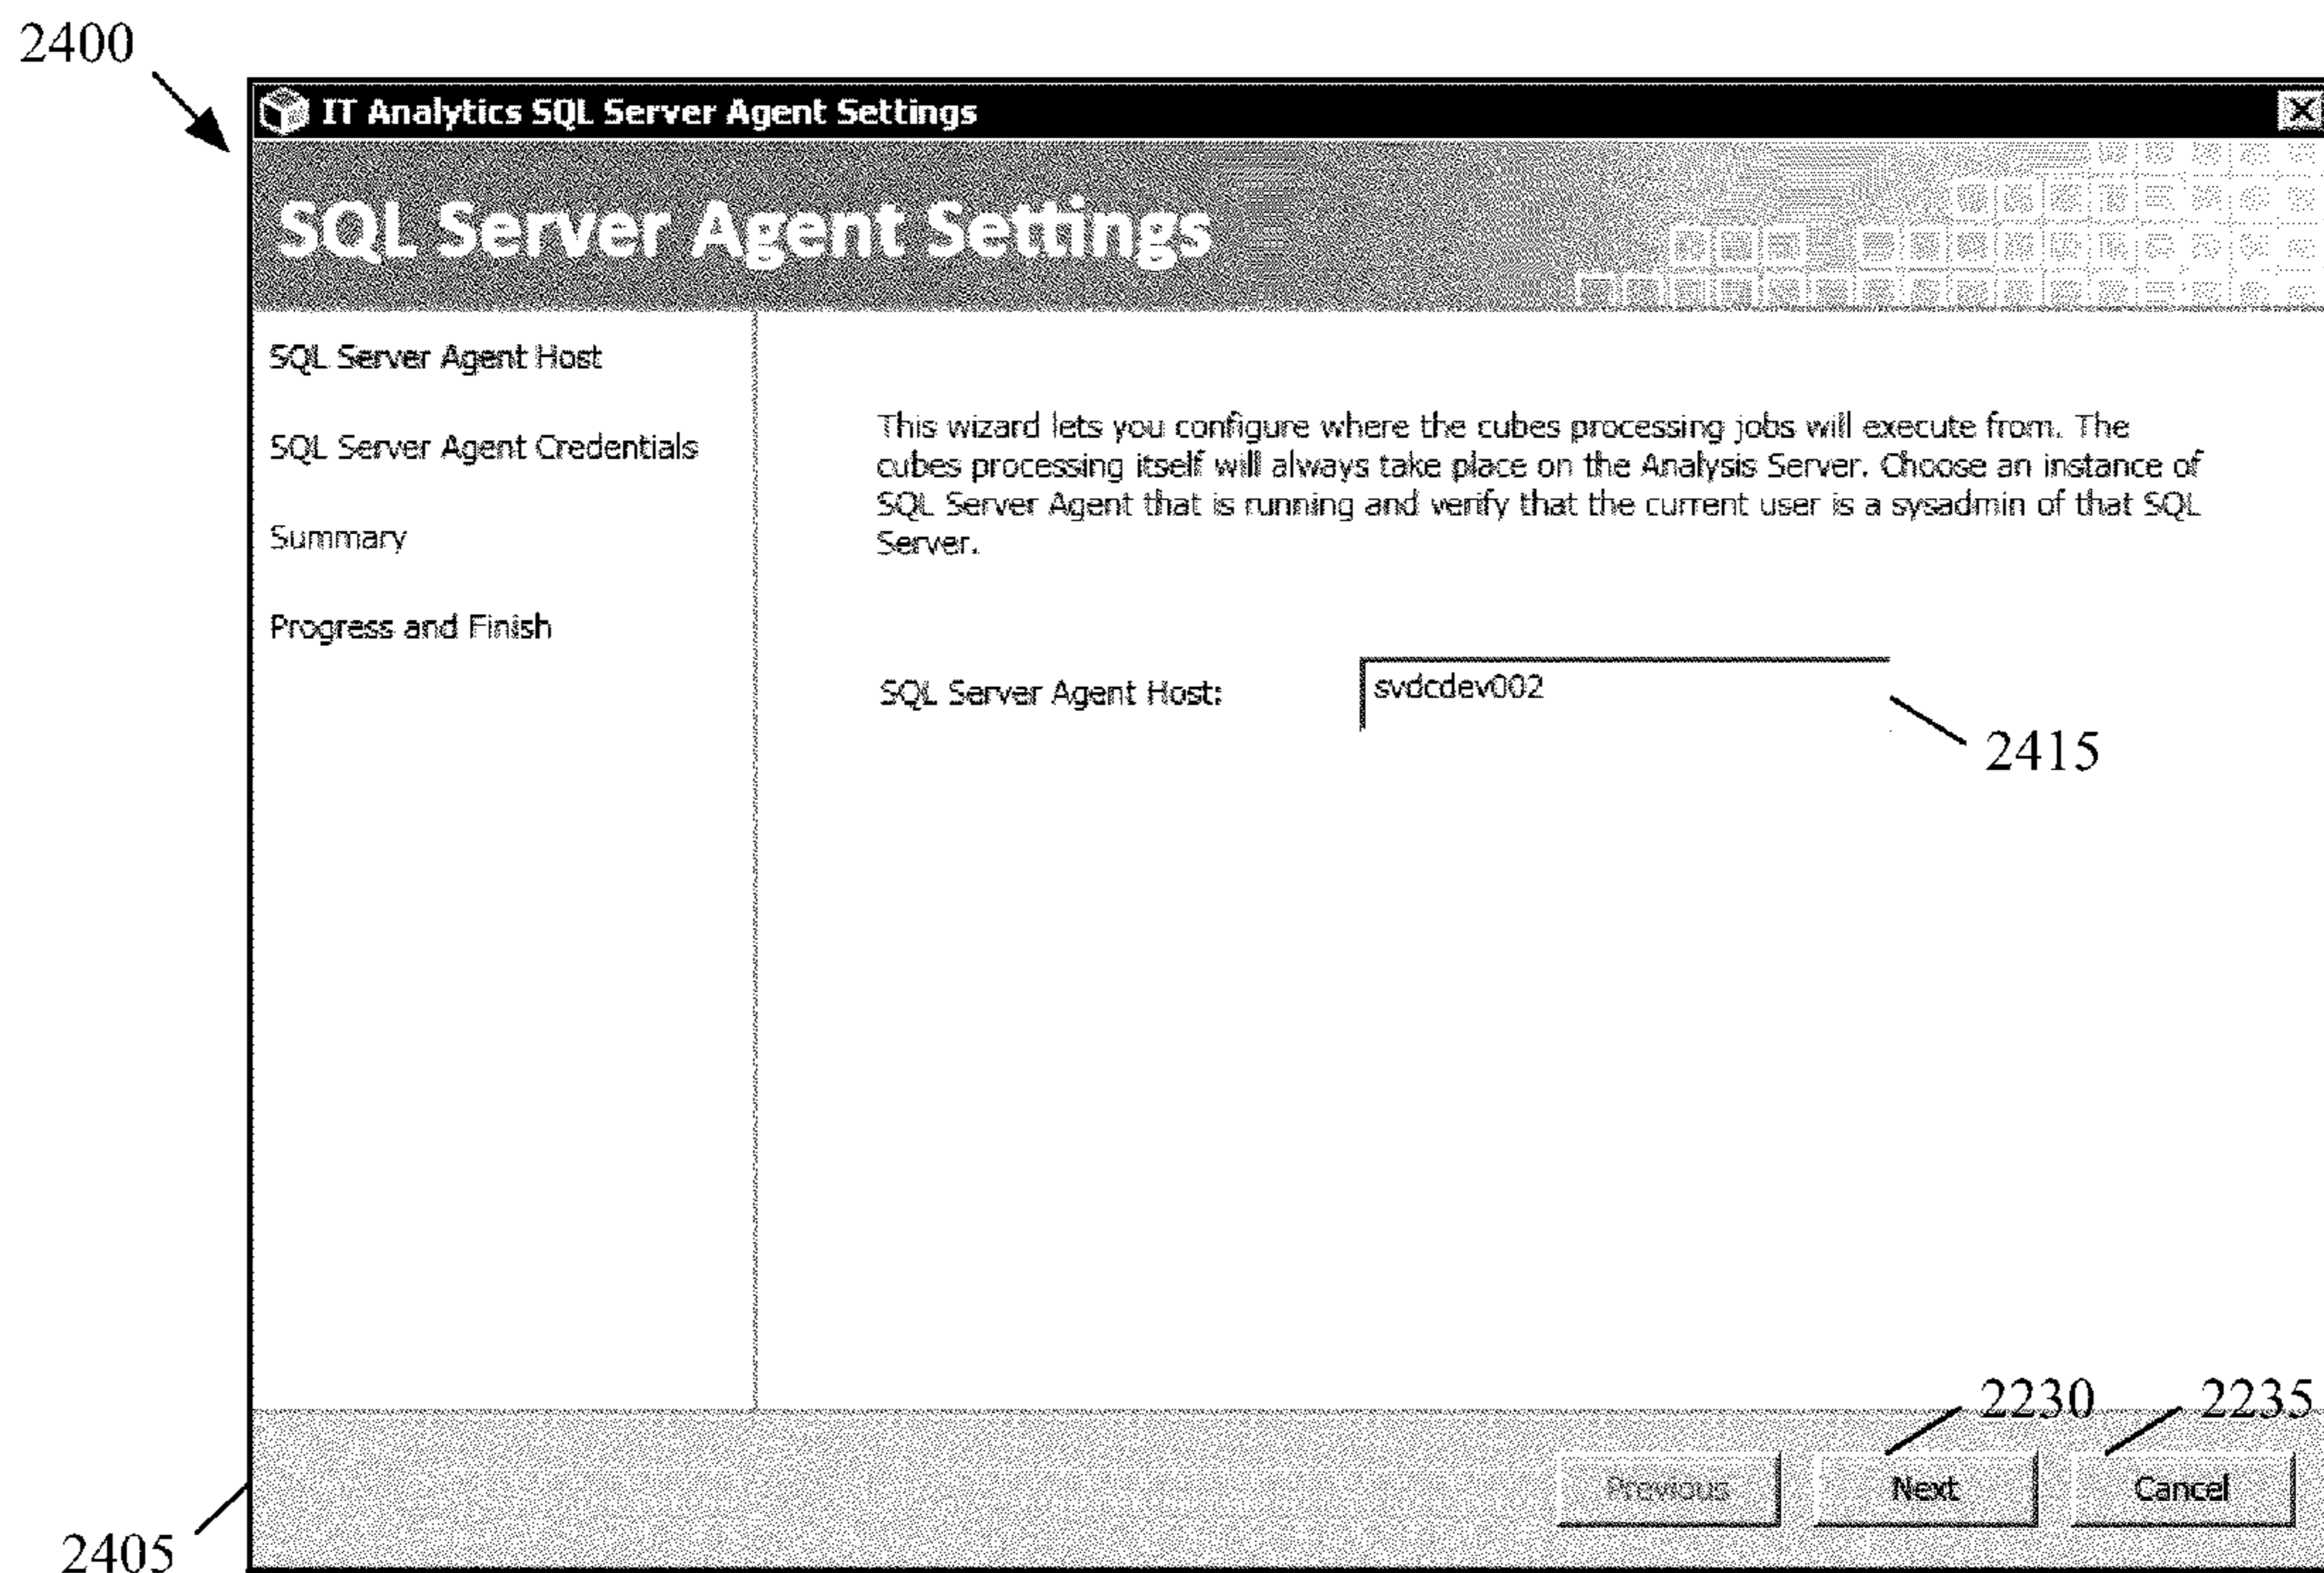 2400
IT Analytics SQL Server Agent Settings
SQL Server Agent Settings
SQL Server Agent Host
SQL Server Agent Credentials
Summary
Progress and Finish
This wizard lets you configure where the cubes processing jobs will execute from. The
cubes processing itself will always take place on the Analysis Server. Choose an instance of
SQL Server Agent that is running and verify that the current user is a sysadmin of that SQL
Server.
SQL Server Agent Host:
svdcdev002
2415
2230
2235
Previous
Next
Cancel
2405